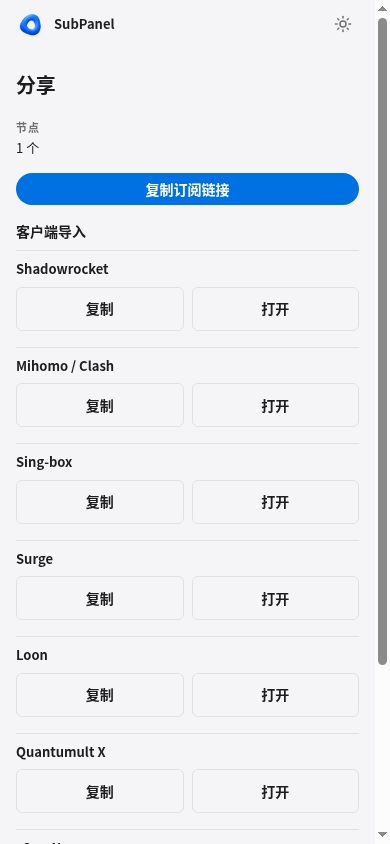 SubPanel
分享
节点
1 个
复制订阅链接
客户端导入
Shadowrocket
复制 打开
Mihomo / Clash
复制 打开
Sing-box
复制 打开
Surge
复制 打开
Loon
复制 打开
Quantumult X
复制 打开